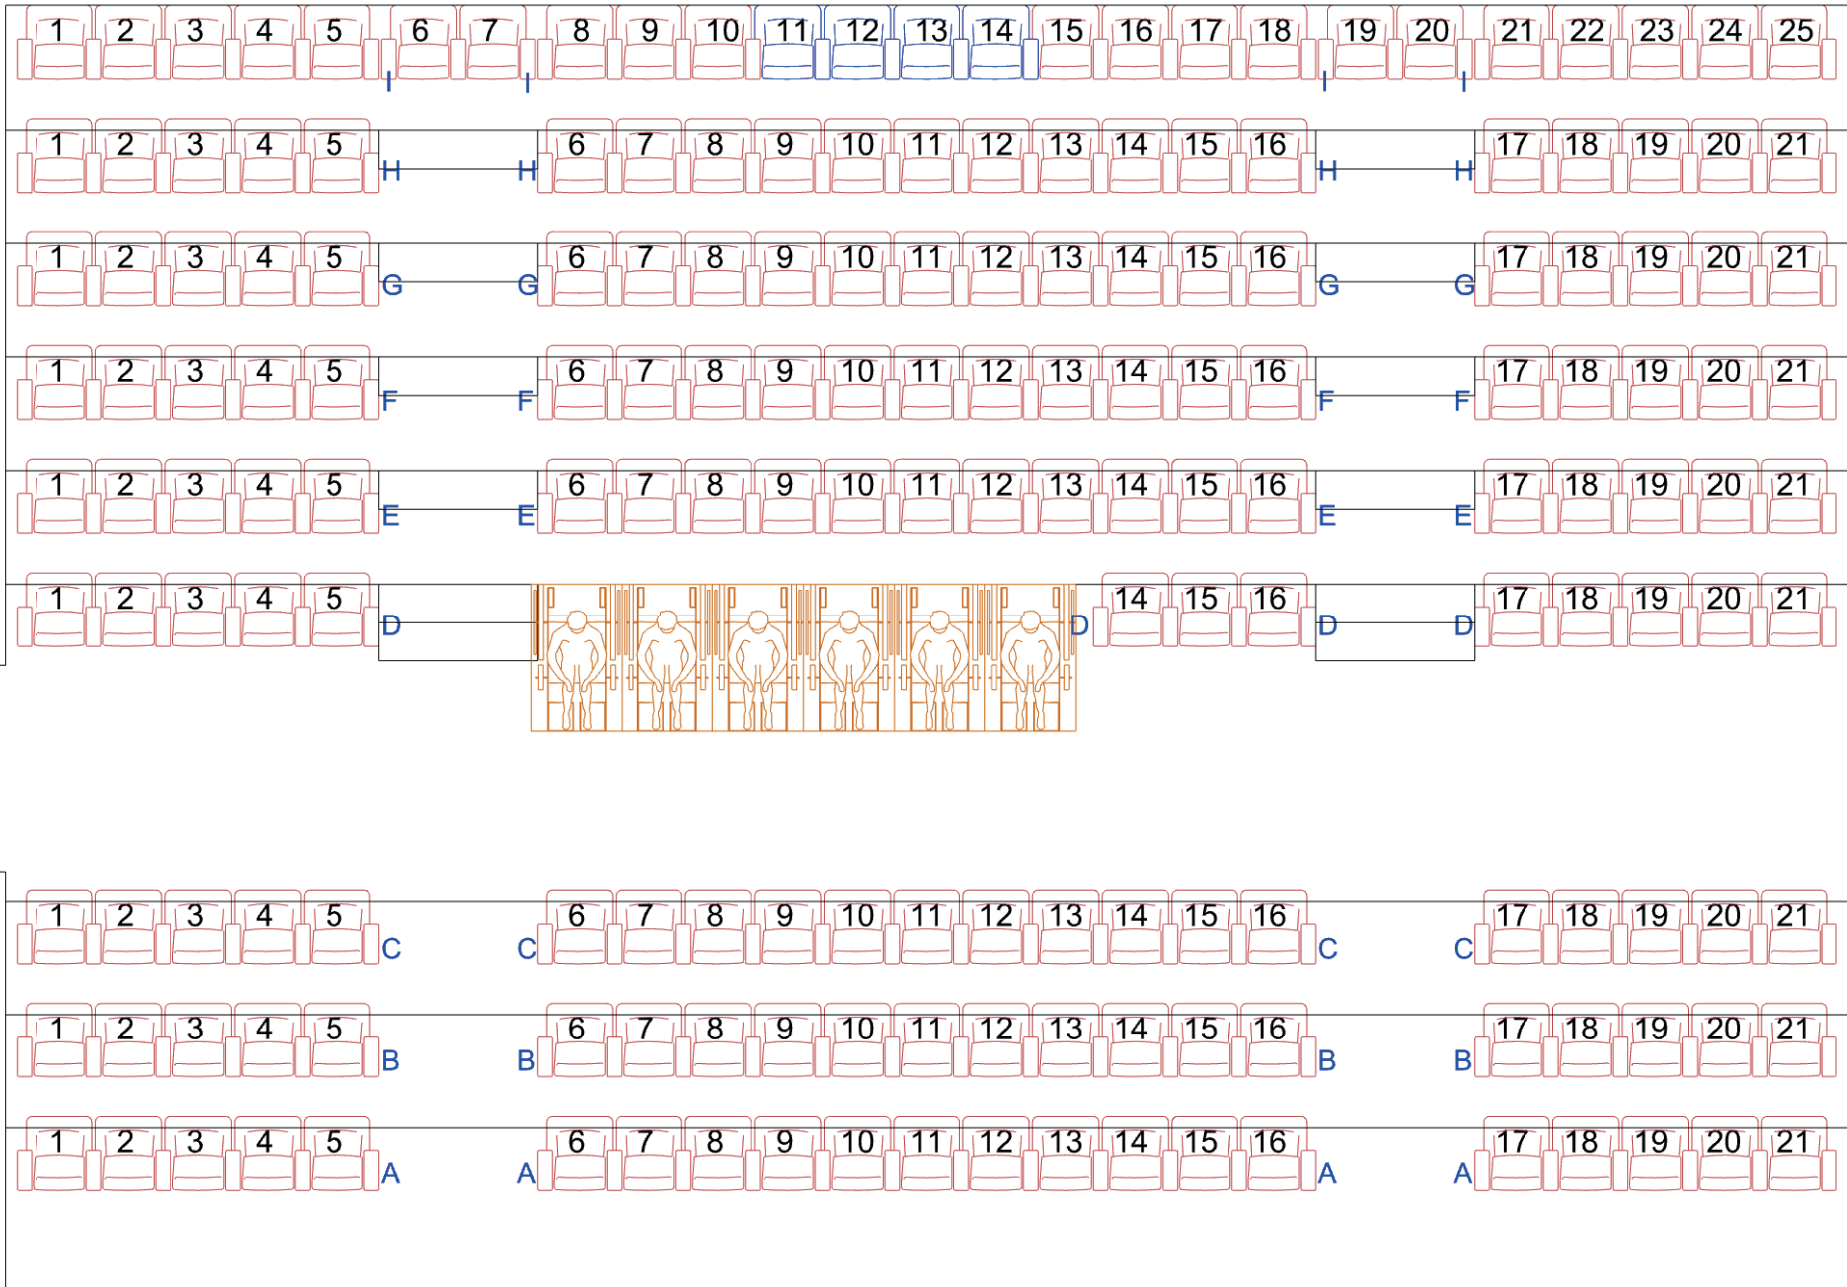 1 2 3 4 5 6 7 8 9 10 11 12 13 14 15 16 17 18 19 20 21 22 23 24 25
I I I I
1 2 3 4 5 6 7 8 9 10 11 12 13 14 15 16 17 18 19 20 21
H H H H
1 2 3 4 5 6 7 8 9 10 11 12 13 14 15 16 17 18 19 20 21
G G G G
1 2 3 4 5 6 7 8 9 10 11 12 13 14 15 16 17 18 19 20 21
F F F F
1 2 3 4 5 6 7 8 9 10 11 12 13 14 15 16 17 18 19 20 21
E E E E
1 2 3 4 5 14 15 16 17 18 19 20 21
D D D D
1 2 3 4 5 6 7 8 9 10 11 12 13 14 15 16 17 18 19 20 21
C C C C
1 2 3 4 5 6 7 8 9 10 11 12 13 14 15 16 17 18 19 20 21
B B B B
1 2 3 4 5 6 7 8 9 10 11 12 13 14 15 16 17 18 19 20 21
A A A A